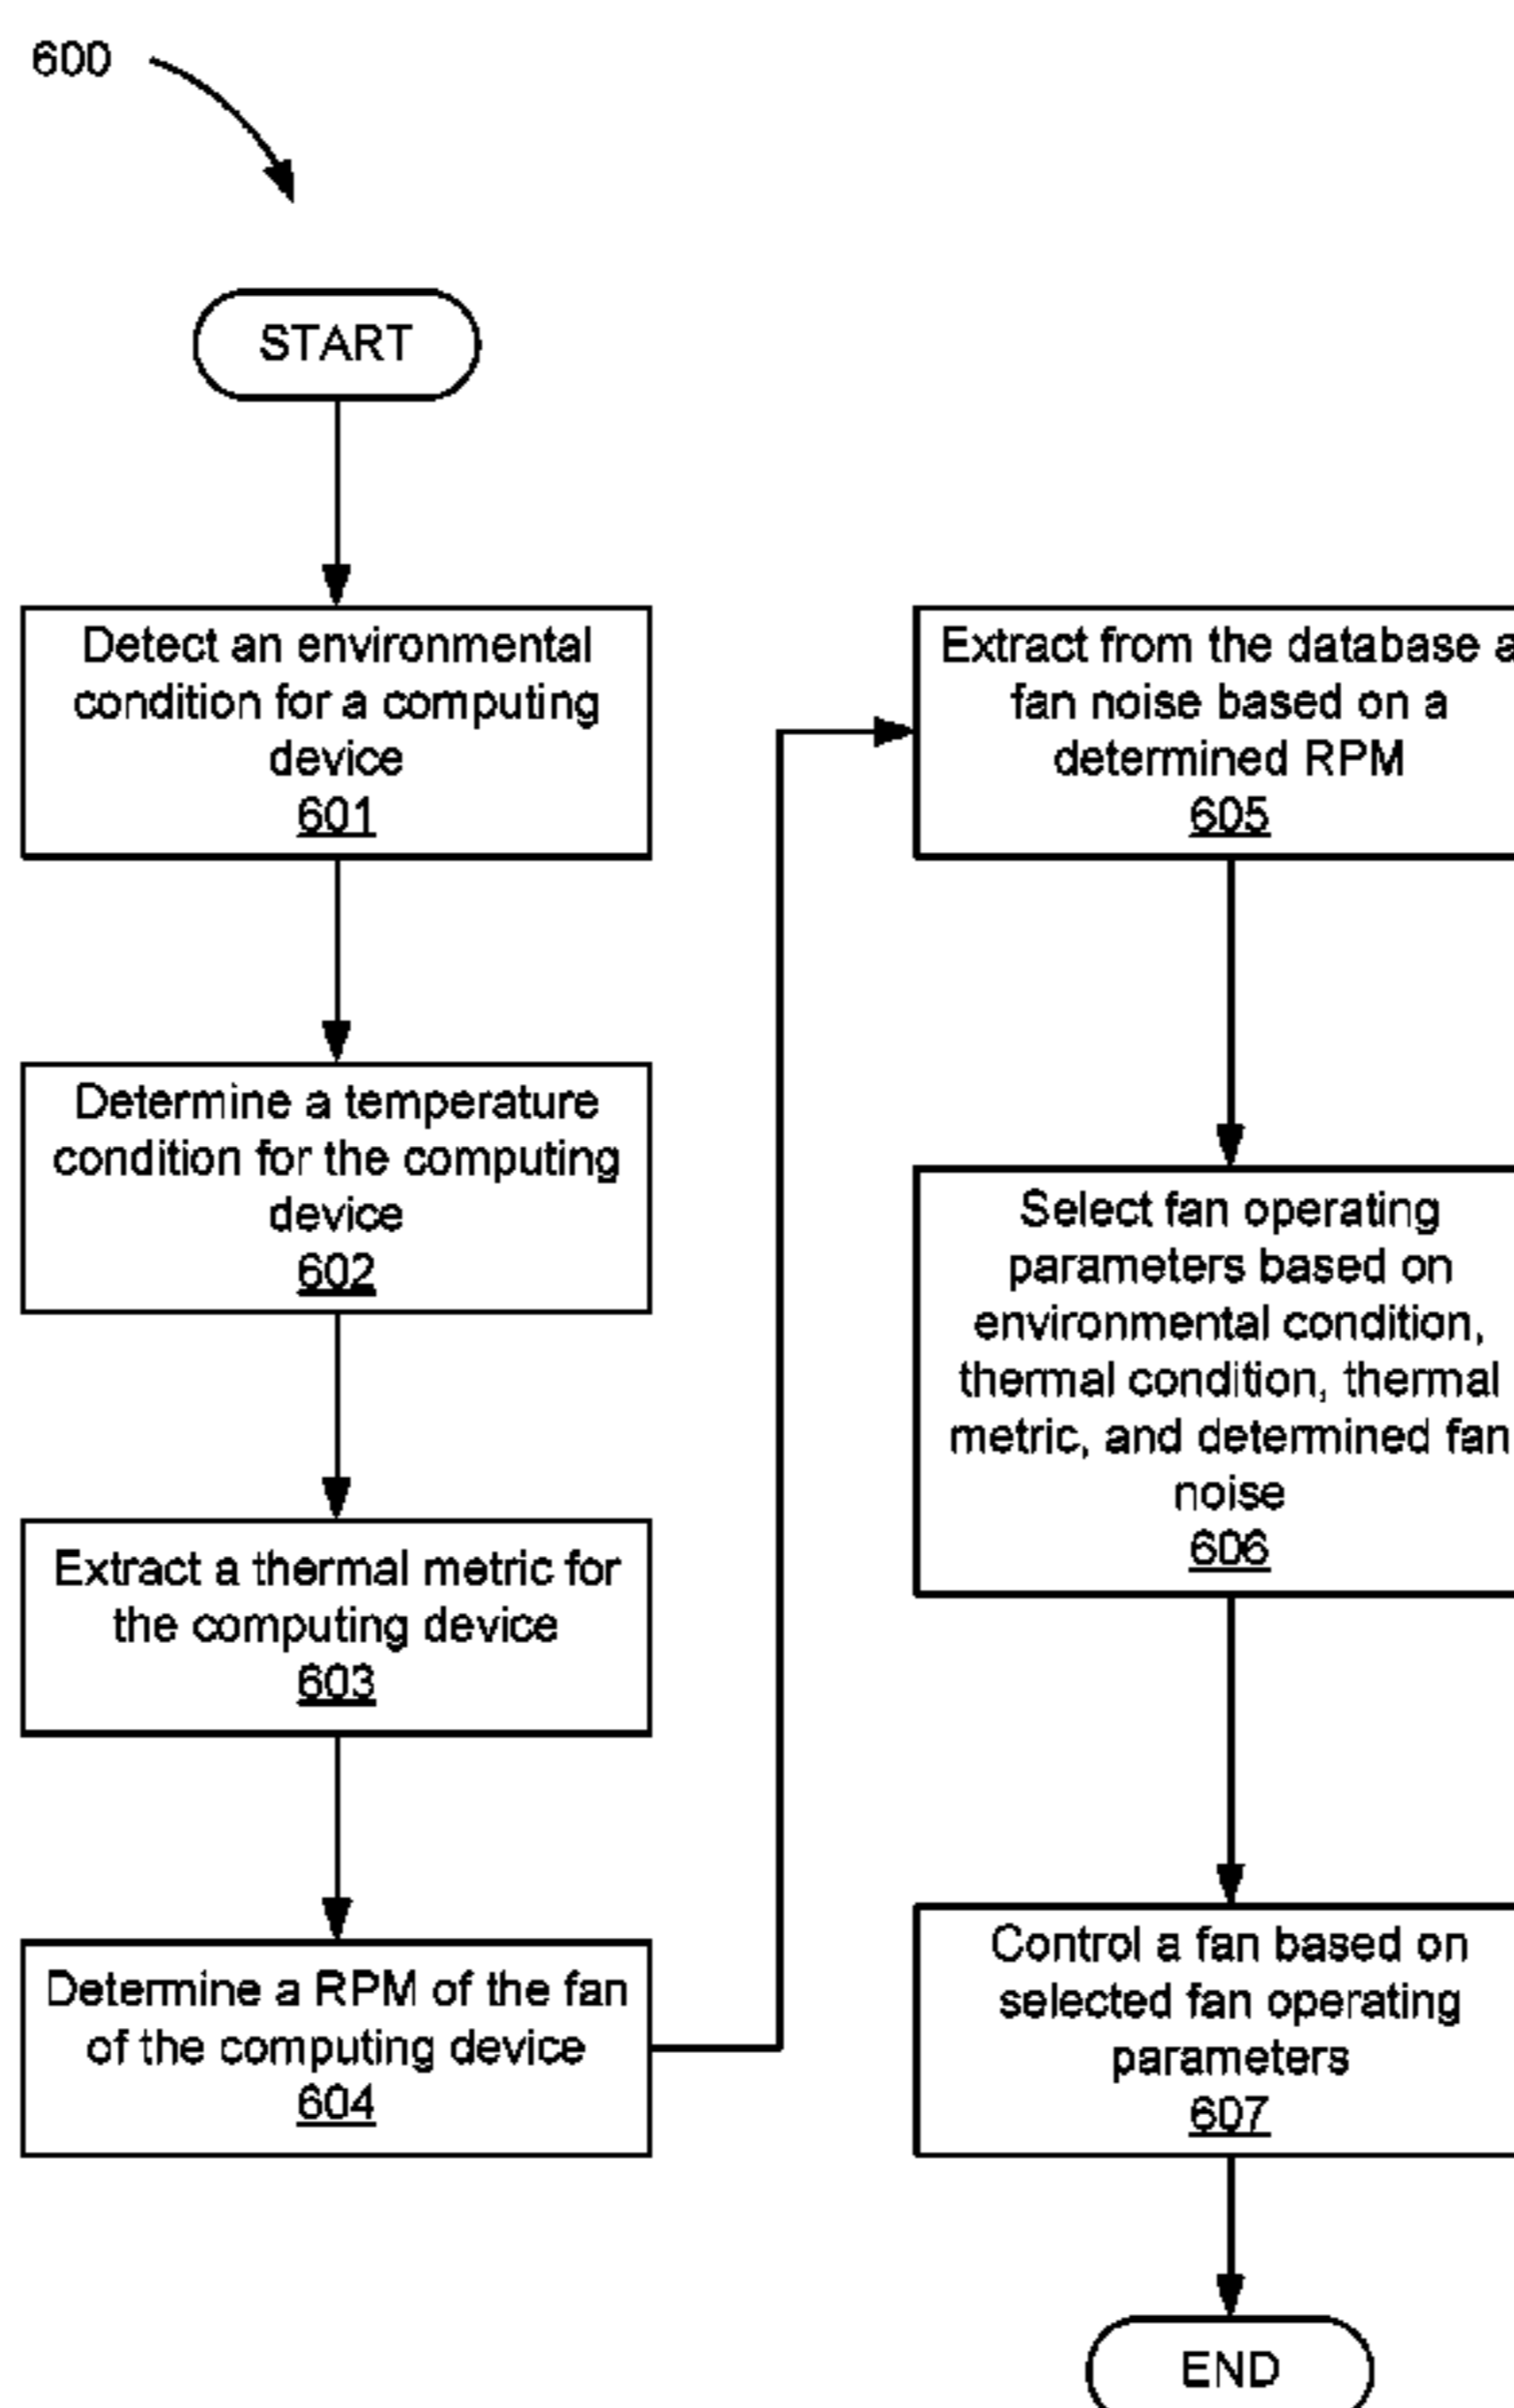 600
START
Detect an environmental
condition for a computing
device
601
Determine a temperature
condition for the computing
device
602
Extract a thermal metric for
the computing device
603
Determine a RPM of the fan
of the computing device
604
Extract from the database a
fan noise based on a
determined RPM
605
Select fan operating
parameters based on
environmental condition,
thermal condition, thermal
metric, and determined fan
noise
606
Control a fan based on
selected fan operating
parameters
607
END